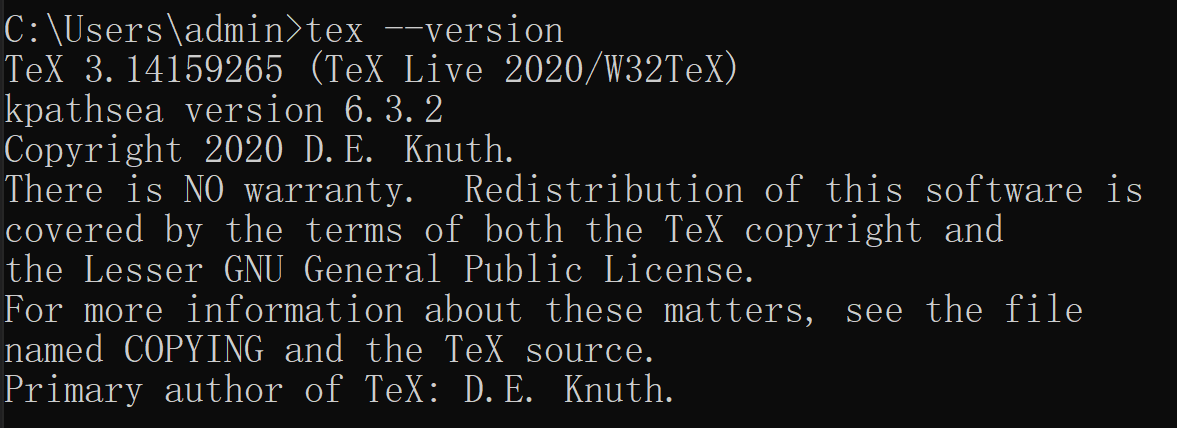 C:\Users\admin>tex --version
TeX 3.14159265 (TeX Live 2020/W32TeX)
kpathsea version 6.3.2
Copyright 2020 D.E. Knuth.
There is NO warranty.  Redistribution of this software is
covered by the terms of both the TeX copyright and
the Lesser GNU General Public License.
For more information about these matters, see the file
named COPYING and the TeX source.
Primary author of TeX: D.E. Knuth.